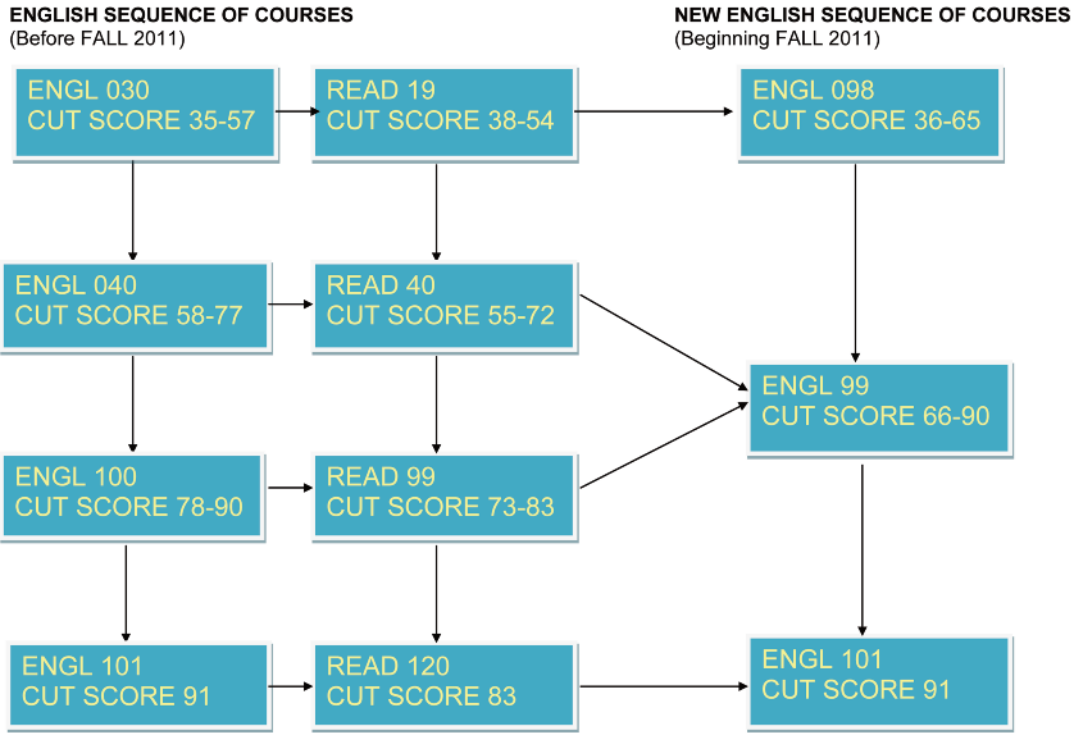 ENGLISH SEQUENCE OF COURSES
(Before FALL 2011)
NEW ENGLISH SEQUENCE OF COURSES
(Beginning FALL 2011)
ENGL 030
CUT SCORE 35-57
READ 19
CUT SCORE 38-54
ENGL 098
CUT SCORE 36-65
ENGL 040
CUT SCORE 58-77
READ 40
CUT SCORE 55-72
ENGL 99
CUT SCORE 66-90
ENGL 100
CUT SCORE 78-90
READ 99
CUT SCORE 73-83
ENGL 101
CUT SCORE 91
READ 120
CUT SCORE 83
ENGL 101
CUT SCORE 91